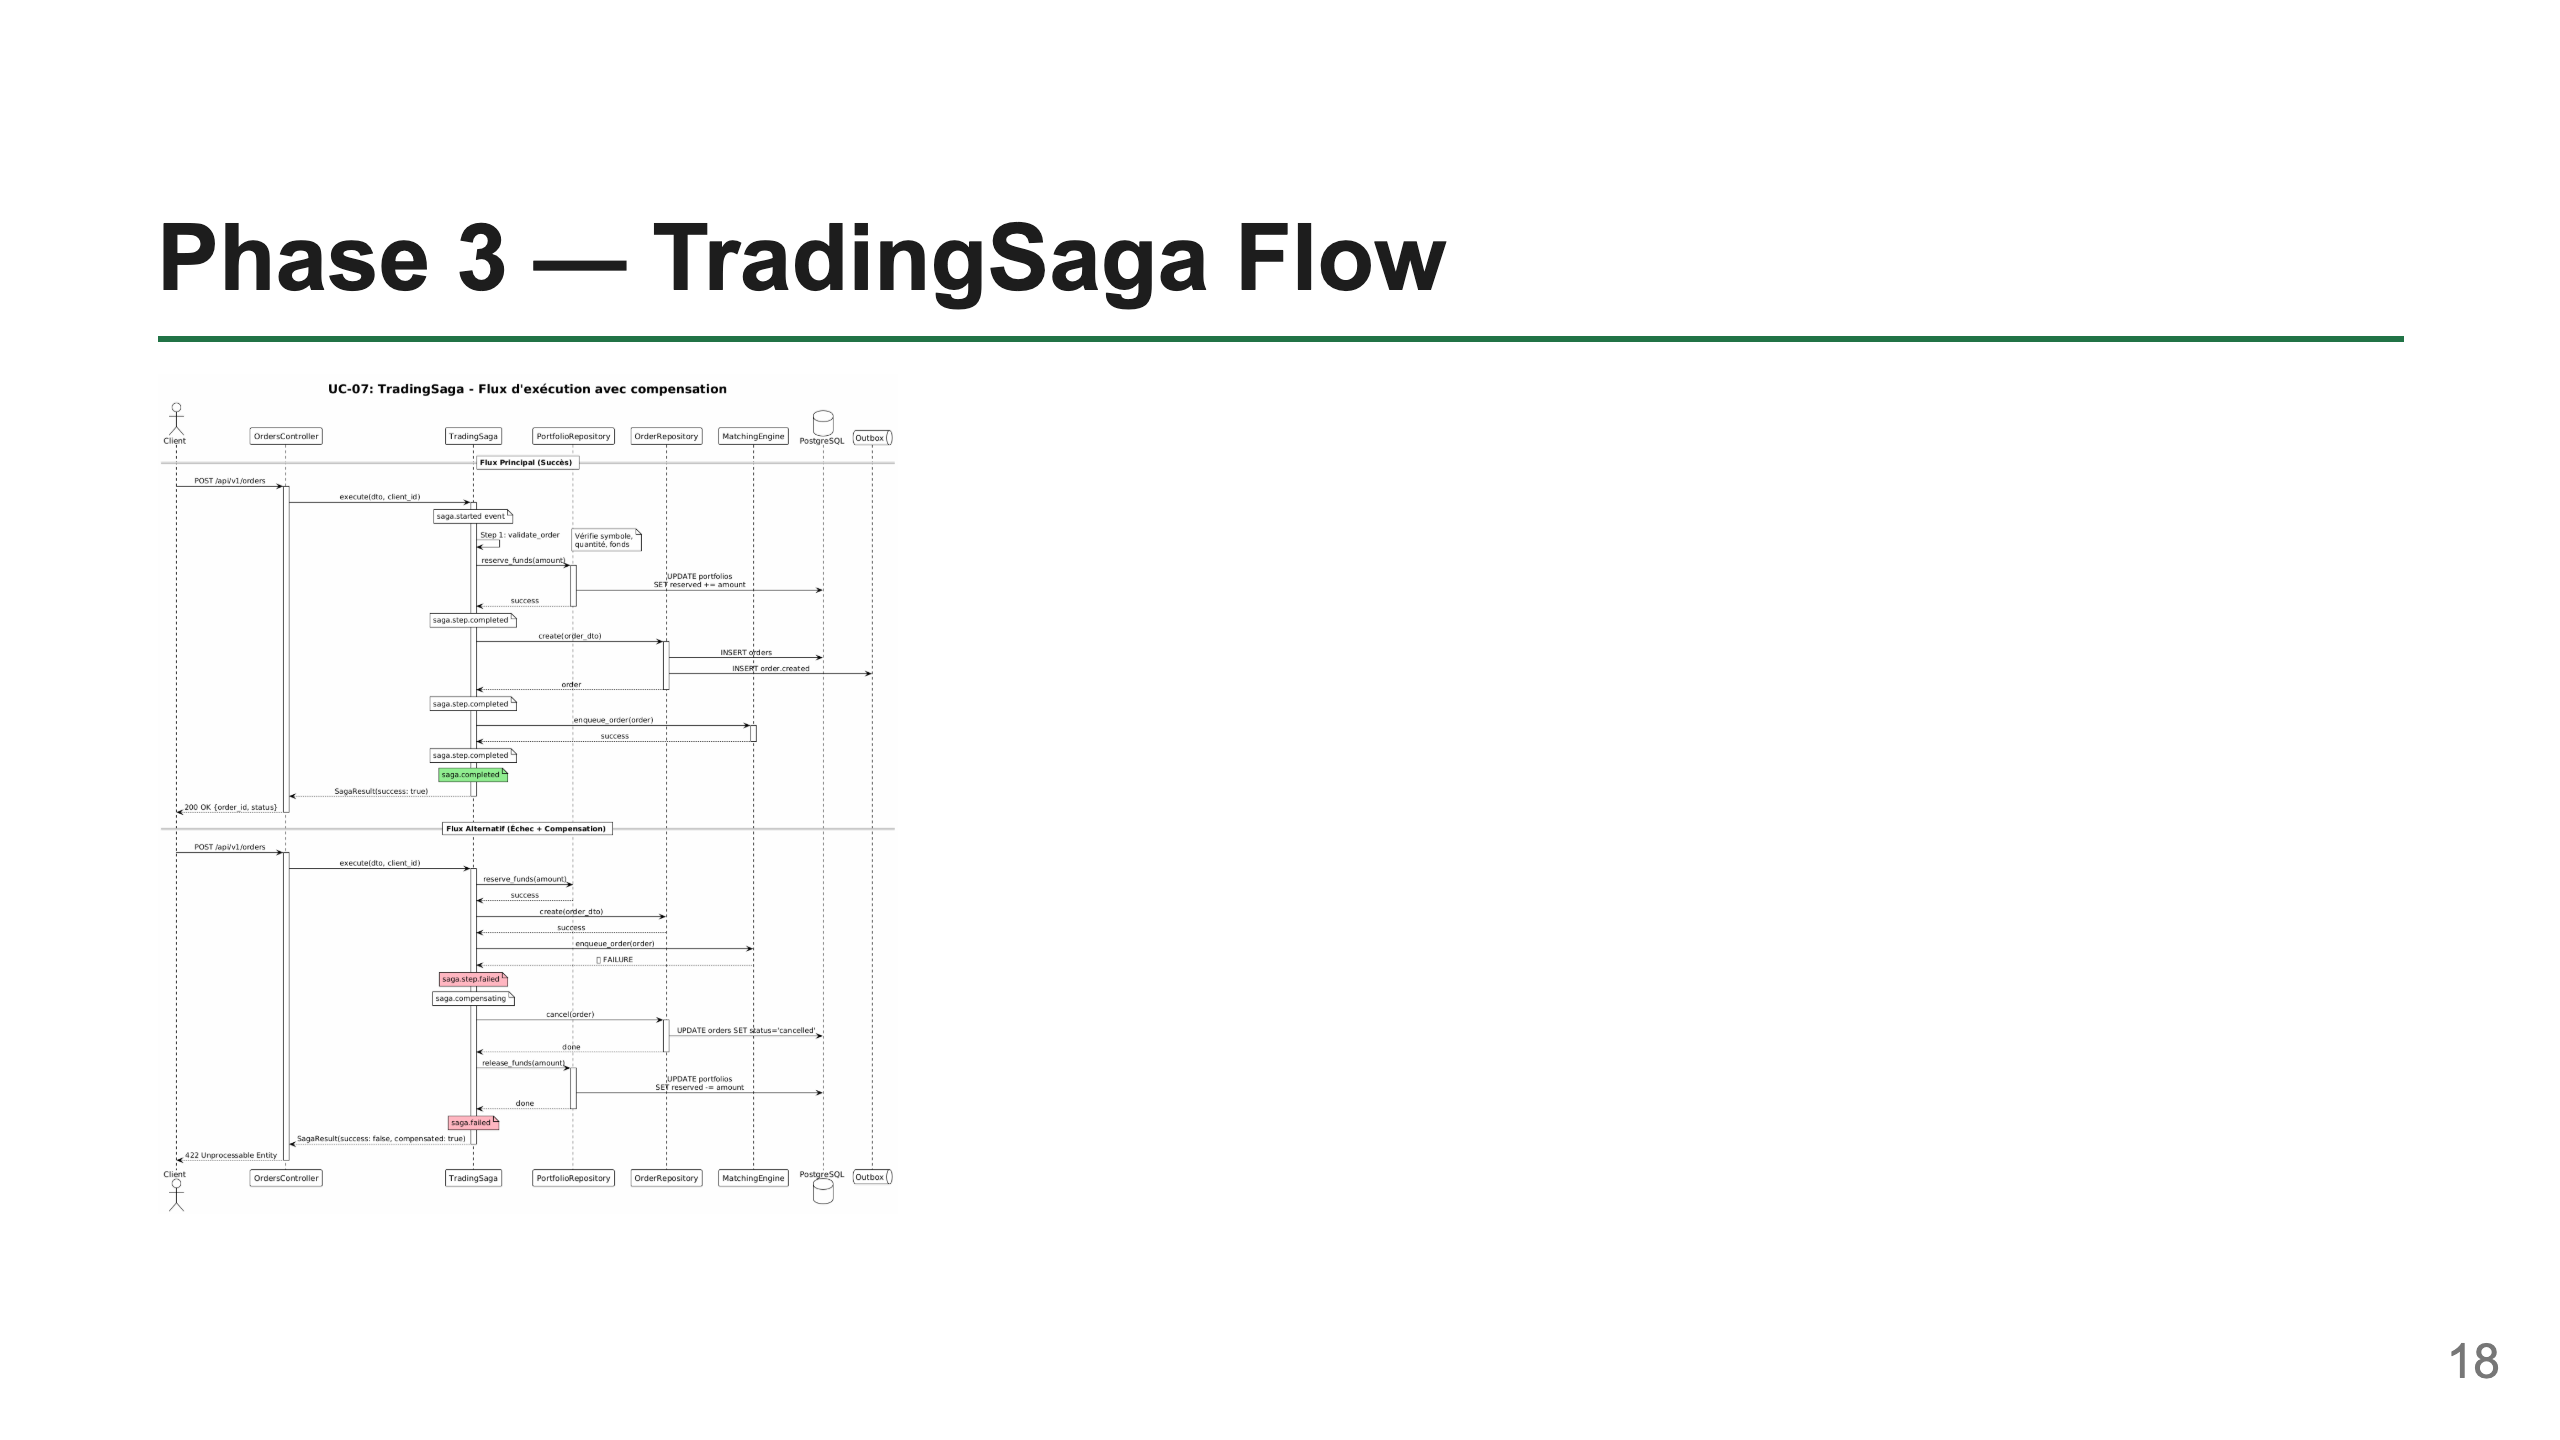 Phase 3 — TradingSaga Flow
UC-07: TradingSaga - Flux d'exécution avec compensation
Client
OrdersController
TradingSaga
PortfolioRepository
OrderRepository
MatchingEngine
PostgreSQL
Outbox
Flux Principal (Succès)
POST /api/v1/orders
execute(dto, client_id)
saga.started event
Step 1: validate_order
Vérifie symbole,
quantité, fonds
reserve_funds(amount)
UPDATE portfolios
SET reserved += amount
success
saga.step.completed
create(order_dto)
INSERT orders
INSERT order.created
order
saga.step.completed
enqueue_order(order)
success
saga.step.completed
saga.completed
SagaResult(success: true)
200 OK {order_id, status}
Flux Alternatif (Échec + Compensation)
POST /api/v1/orders
execute(dto, client_id)
reserve_funds(amount)
success
create(order_dto)
success
enqueue_order(order)
FAILURE
saga.step.failed
saga.compensating
cancel(order)
UPDATE orders SET status='cancelled'
done
release_funds(amount)
UPDATE portfolios
SET reserved -= amount
done
saga.failed
SagaResult(success: false, compensated: true)
422 Unprocessable Entity
Client
OrdersController
TradingSaga
PortfolioRepository
OrderRepository
MatchingEngine
PostgreSQL
Outbox
18